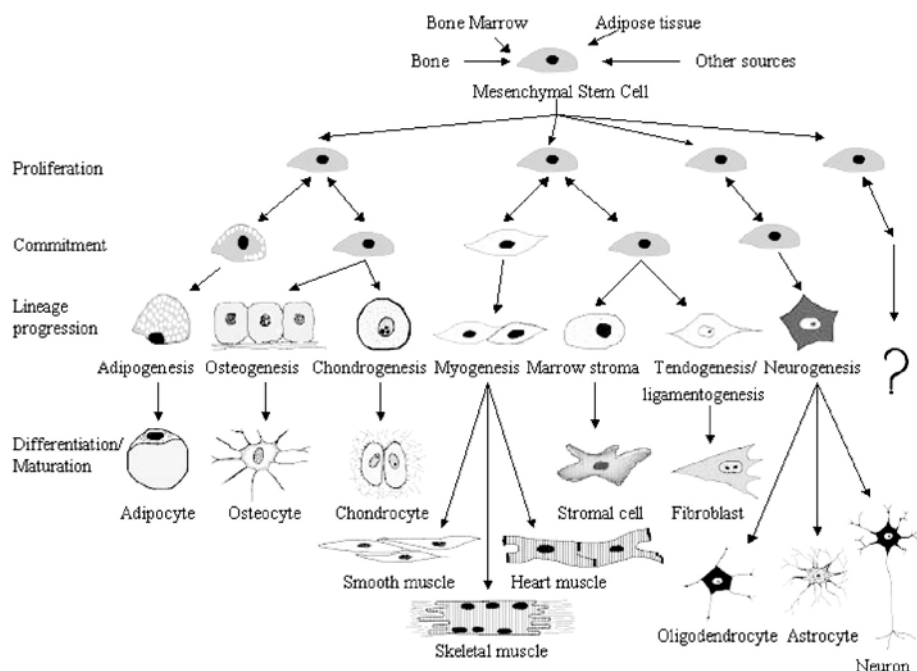 Bone Marrow
Adipose tissue
Bone
Other sources
Mesenchymal Stem Cell
Proliferation
Commitment
Lineage
progression
Adipogenesis Osteogenesis Chondrogenesis Myogenesis Marrow stroma Tendogenesis/ Neurogenesis
ligamentogenesis
?
Differentiation/
Maturation
Adipocyte Osteocyte Chondrocyte Stromal cell Fibroblast
Smooth muscle Heart muscle
Skeletal muscle
Oligodendrocyte Astrocyte
Neuron